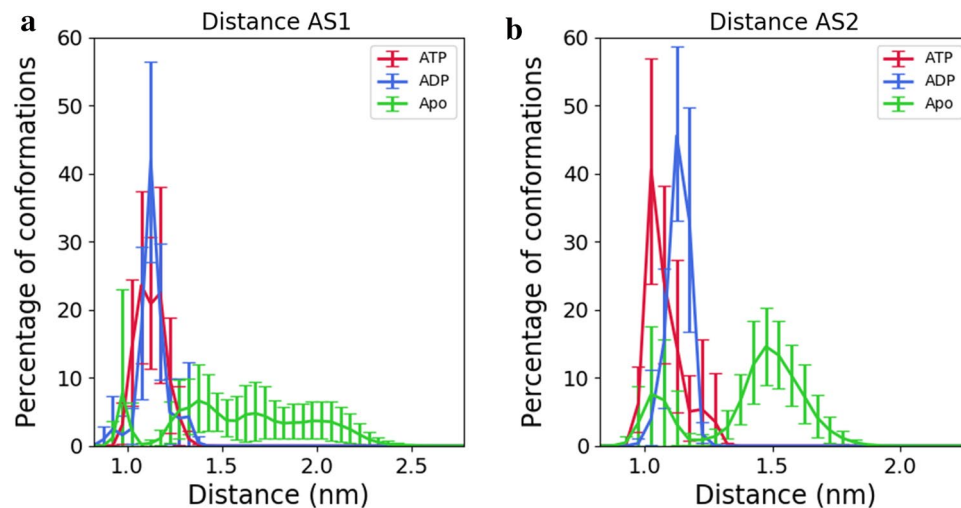 a
Distance AS1
Percentage of conformations
60
50
40
30
20
10
0
ATP
ADP
Apo
1.0 1.5 2.0 2.5
Distance (nm)
b
Distance AS2
Percentage of conformations
60
50
40
30
20
10
0
ATP
ADP
Apo
1.0 1.5 2.0
Distance (nm)